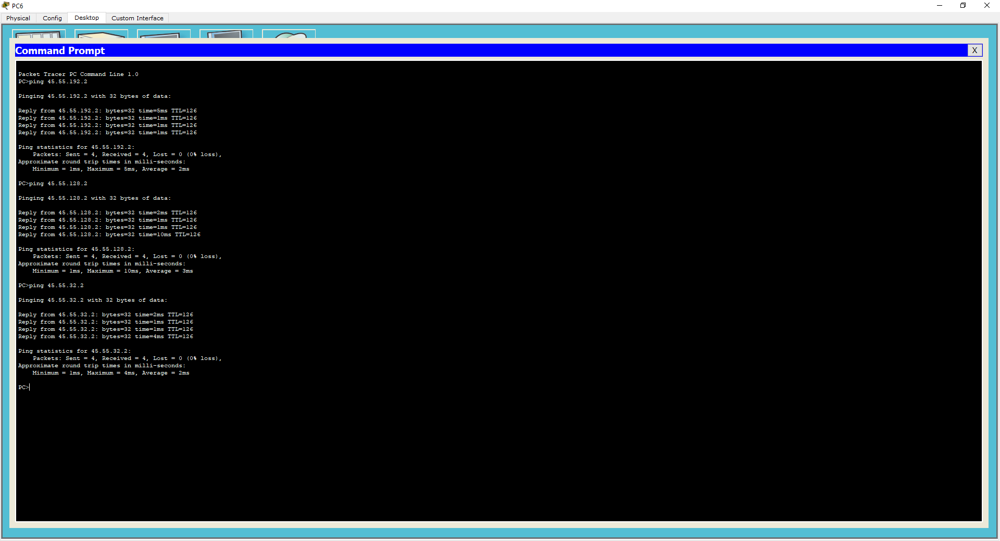 PC6
Physical Config Desktop Custom Interface
Command Prompt X
Packet Tracer PC Command Line 1.0
PC>ping 45.55.192.2
Pinging 45.55.192.2 with 32 bytes of data:
Reply from 45.55.192.2: bytes=32 time=5ms TTL=126
Reply from 45.55.192.2: bytes=32 time=1ms TTL=126
Reply from 45.55.192.2: bytes=32 time=1ms TTL=126
Reply from 45.55.192.2: bytes=32 time=1ms TTL=126
Ping statistics for 45.55.192.2:
Packets: Sent = 4, Received = 4, Lost = 0 (0% loss),
Approximate round trip times in milli-seconds:
Minimum = 1ms, Maximum = 5ms, Average = 2ms
PC>ping 45.55.128.2
Pinging 45.55.128.2 with 32 bytes of data:
Reply from 45.55.128.2: bytes=32 time=2ms TTL=126
Reply from 45.55.128.2: bytes=32 time=1ms TTL=126
Reply from 45.55.128.2: bytes=32 time=1ms TTL=126
Reply from 45.55.128.2: bytes=32 time=10ms TTL=126
Ping statistics for 45.55.128.2:
Packets: Sent = 4, Received = 4, Lost = 0 (0% loss),
Approximate round trip times in milli-seconds:
Minimum = 1ms, Maximum = 10ms, Average = 3ms
PC>ping 45.55.32.2
Pinging 45.55.32.2 with 32 bytes of data:
Reply from 45.55.32.2: bytes=32 time=2ms TTL=126
Reply from 45.55.32.2: bytes=32 time=1ms TTL=126
Reply from 45.55.32.2: bytes=32 time=1ms TTL=126
Reply from 45.55.32.2: bytes=32 time=4ms TTL=126
Ping statistics for 45.55.32.2:
Packets: Sent = 4, Received = 4, Lost = 0 (0% loss),
Approximate round trip times in milli-seconds:
Minimum = 1ms, Maximum = 4ms, Average = 2ms
PC>